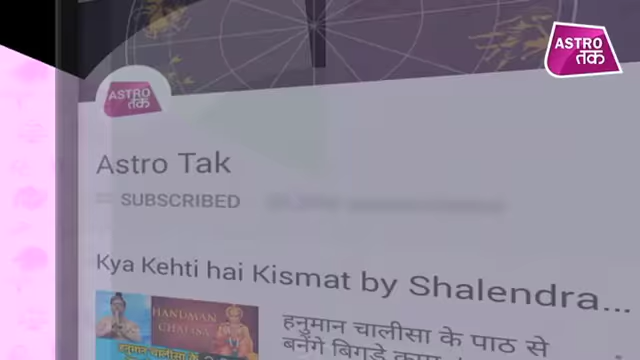 ASTRO
तक
ASTRO
तक
Astro Tak
SUBSCRIBED
Kya Kehti hai Kismat by Shalendra...
HANUMAN
CHALISA
हनुमान चालीसा के पाठ से
बनेंगे बिगड़े काम